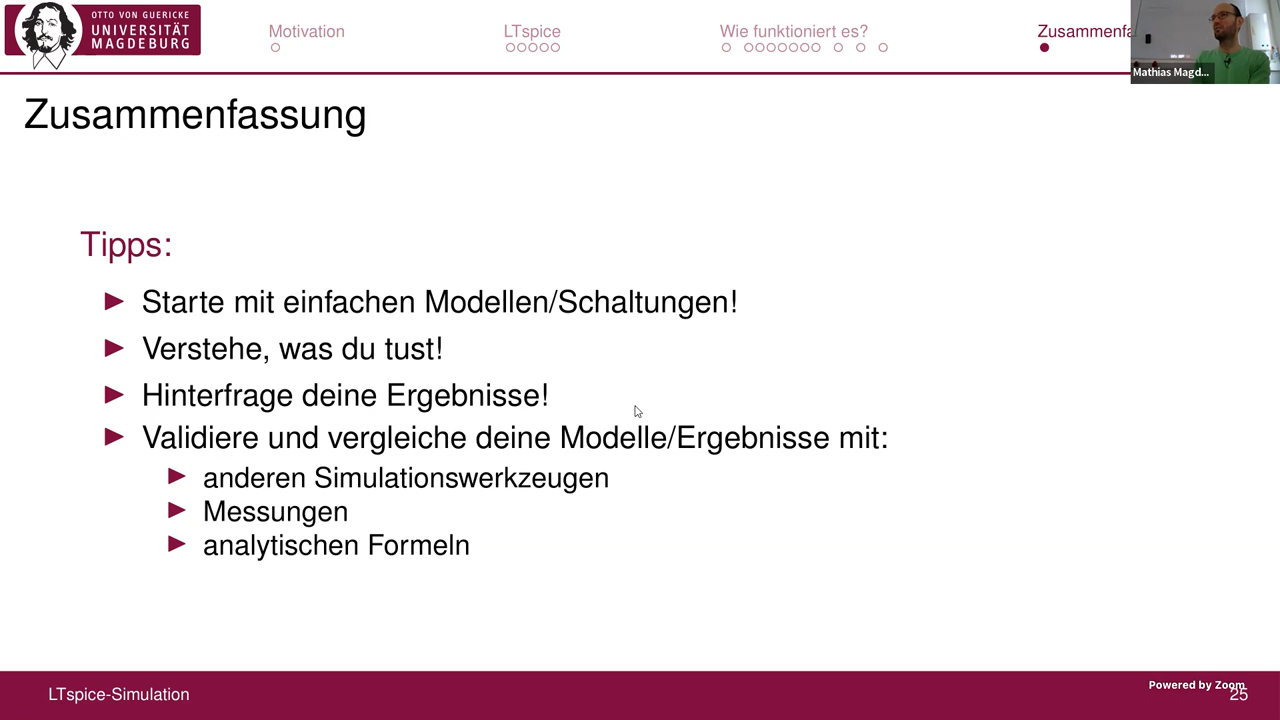 OTTO VON GUERICKE
UNIVERSITÄT
MAGDEBURG
Motivation
LTspice
Wie funktioniert es?
Zusammenfa
Mathias Magd...
Zusammenfassung
Tipps:
Starte mit einfachen Modellen/Schaltungen!
Verstehe, was du tust!
Hinterfrage deine Ergebnisse!
Validiere und vergleiche deine Modelle/Ergebnisse mit:
anderen Simulationswerkzeugen
Messungen
analytischen Formeln
LTspice-Simulation
Powered by Zoom
25